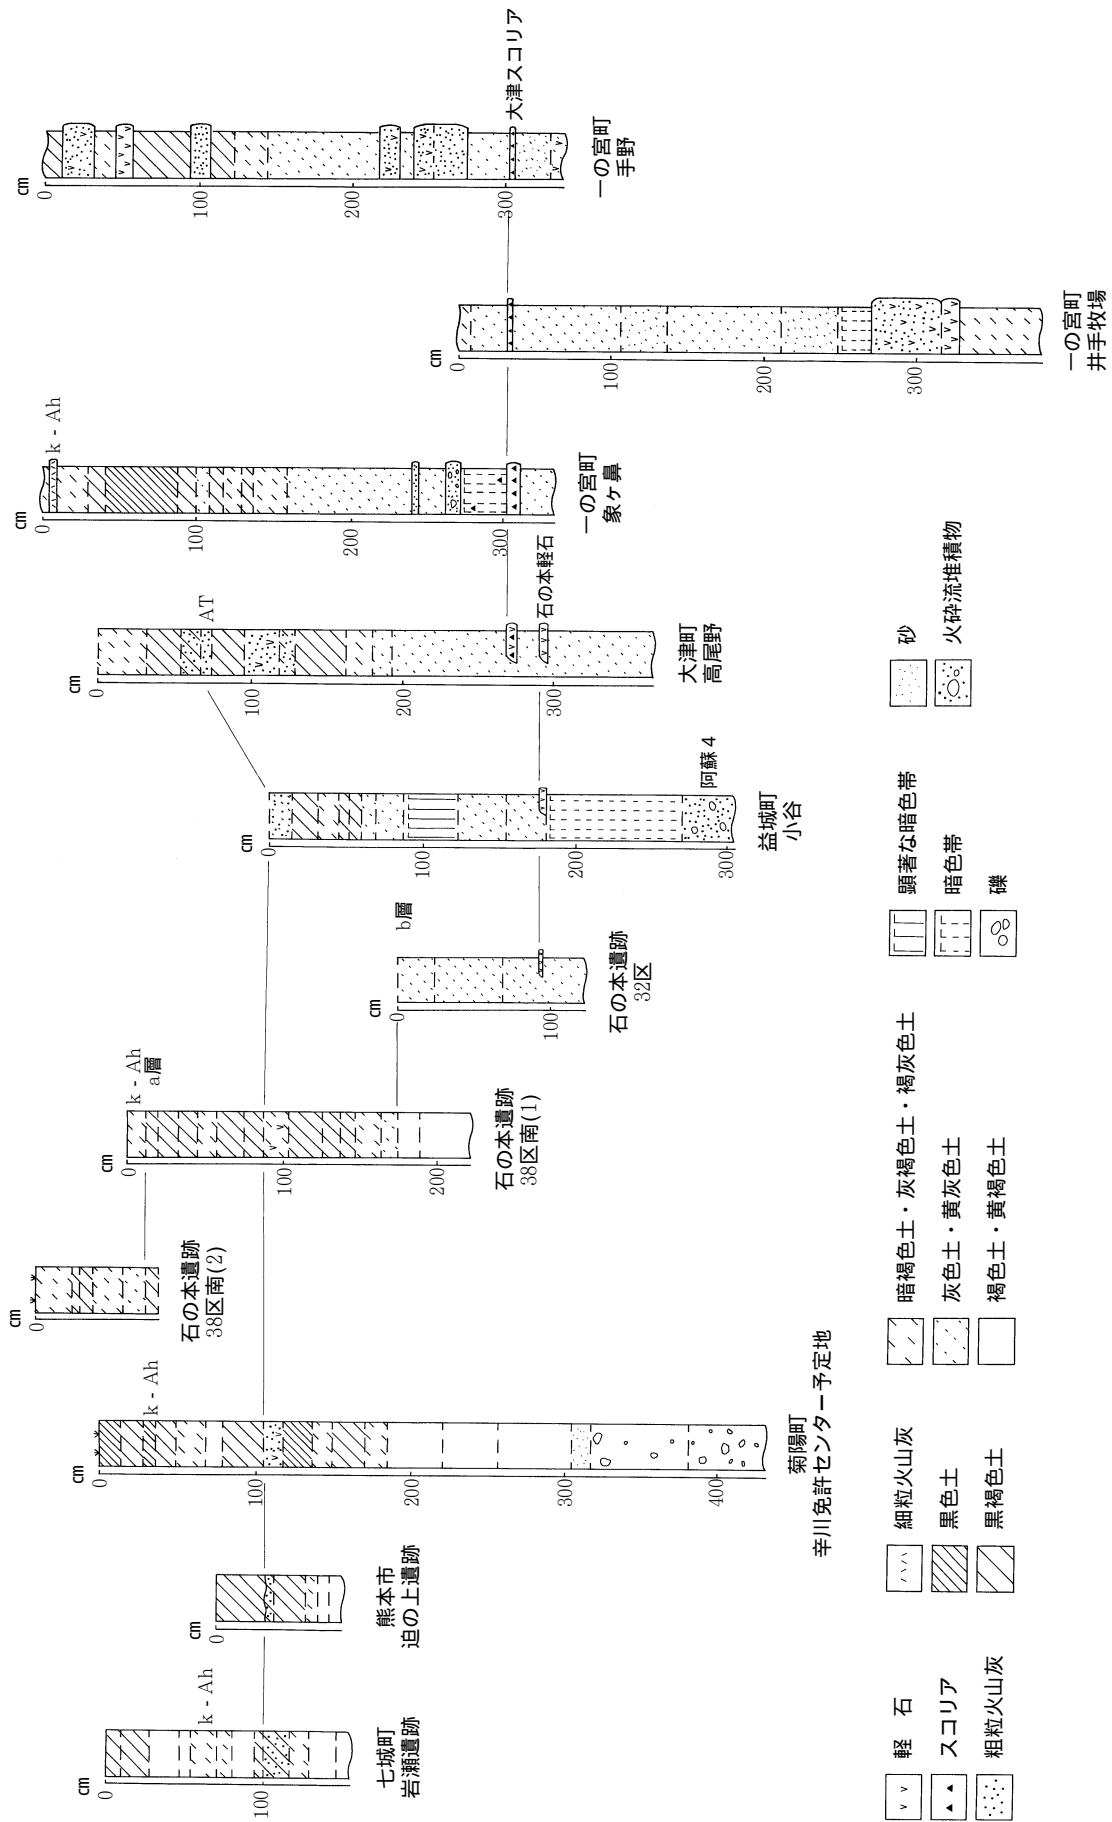 cm
0
100
七城町
岩瀬遺跡
k - Ah
cm
0
熊本市
迫の上遺跡
cm
0
100
200
300
400
菊陽町
辛川免許センター予定地
k - Ah
cm
0
石の本遺跡
38区南(2)
cm
0
100
200
石の本遺跡
38区南(1)
k - Ah
a層
cm
0
100
石の本遺跡
32区
b層
cm
0
100
200
300
益城町
小谷
阿蘇4
cm
0
100
200
300
大津町
高尾野
AT
石の本軽石
cm
0
100
200
300
一の宮町
象ヶ鼻
k - Ah
cm
0
100
200
300
一の宮町
井手牧場
cm
0
100
200
300
一の宮町
手野
大津スコリア
軽 石
スコリア
粗粒火山灰
細粒火山灰
黒色土
黒褐色土
暗褐色土・灰褐色土・褐灰色土
灰色土・黄灰色土
褐色土・黄褐色土
顕著な暗色帯
暗色帯
礫
砂
火砕流堆積物